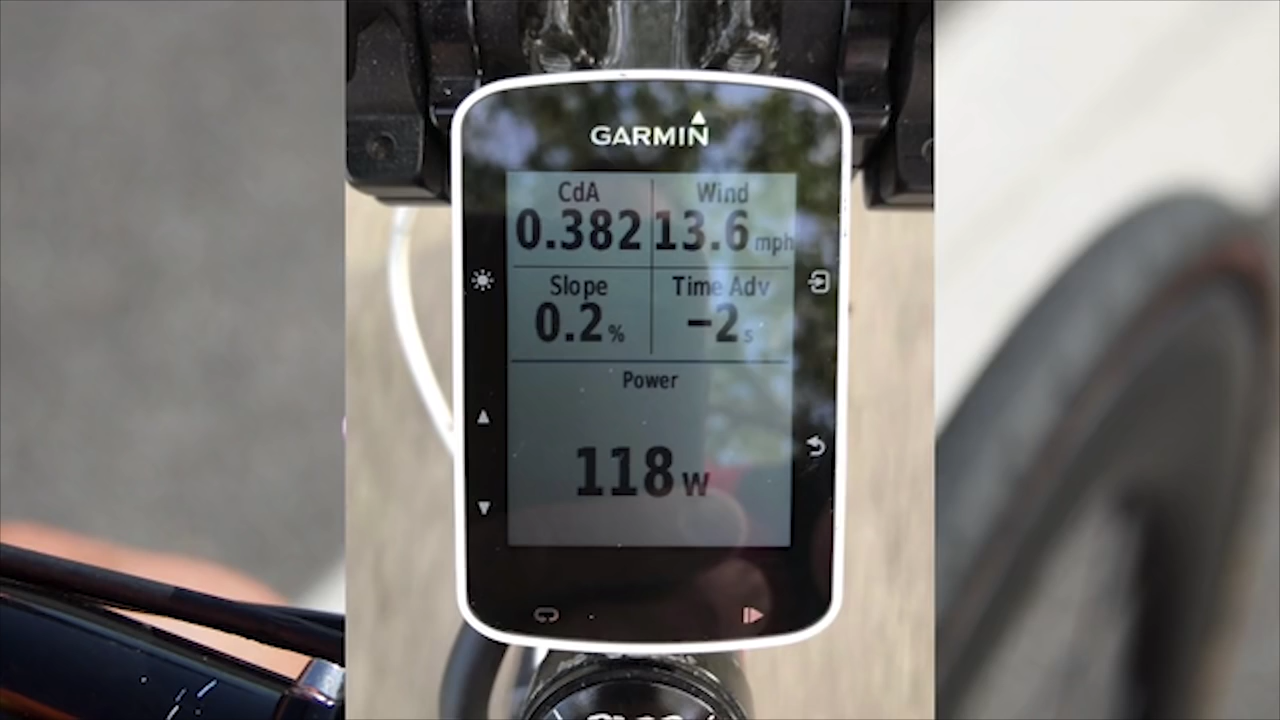 GARMIN
CdA Wind
0.382 13.6 mph
Slope Time Adv
0.2 % -2 s
Power
118 w